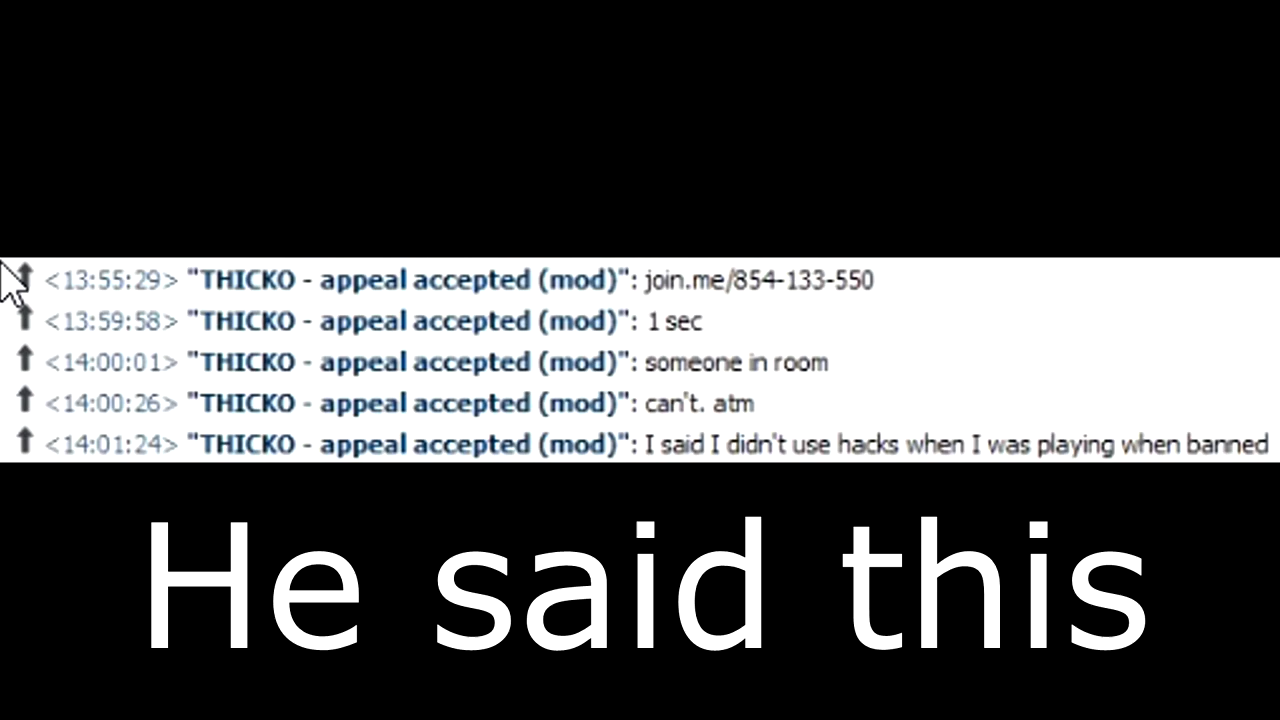 <13:55:29> "THICKO - appeal accepted (mod)": join.me/854-133-550
<13:59:58> "THICKO - appeal accepted (mod)": 1 sec
<14:00:01> "THICKO - appeal accepted (mod)": someone in room
<14:00:26> "THICKO - appeal accepted (mod)": can't. atm
<14:01:24> "THICKO - appeal accepted (mod)": I said I didn't use hacks when I was playing when banned
He said this